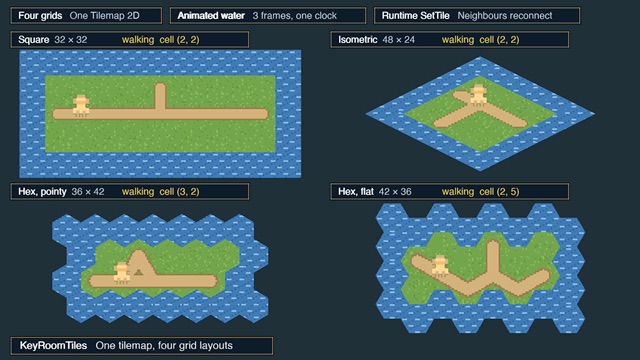 Four grids One Tilemap 2D
Animated water 3 frames, one clock
Runtime SetTile Neighbours reconnect
Square 32 × 32 walking cell (2, 2)
Isometric 48 × 24 walking cell (2, 2)
Hex, pointy 36 × 42 walking cell (3, 2)
Hex, flat 42 × 36 walking cell (2, 5)
KeyRoomTiles One tilemap, four grid layouts